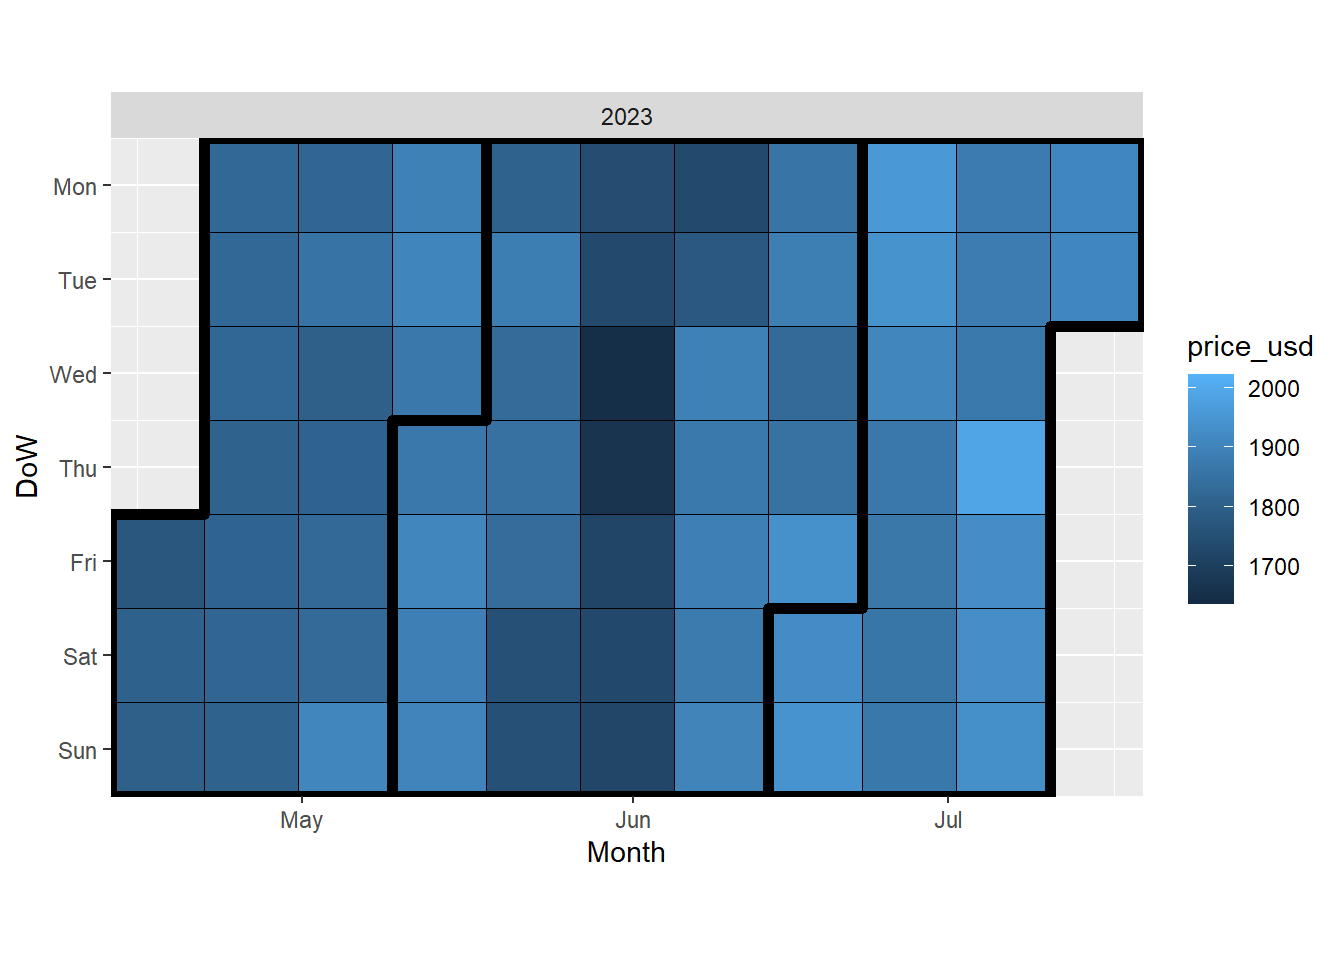 2023
Mon
Tue
Wed
Thu
Fri
Sat
Sun
DoW
May
Jun
Jul
Month
price_usd
2000
1900
1800
1700